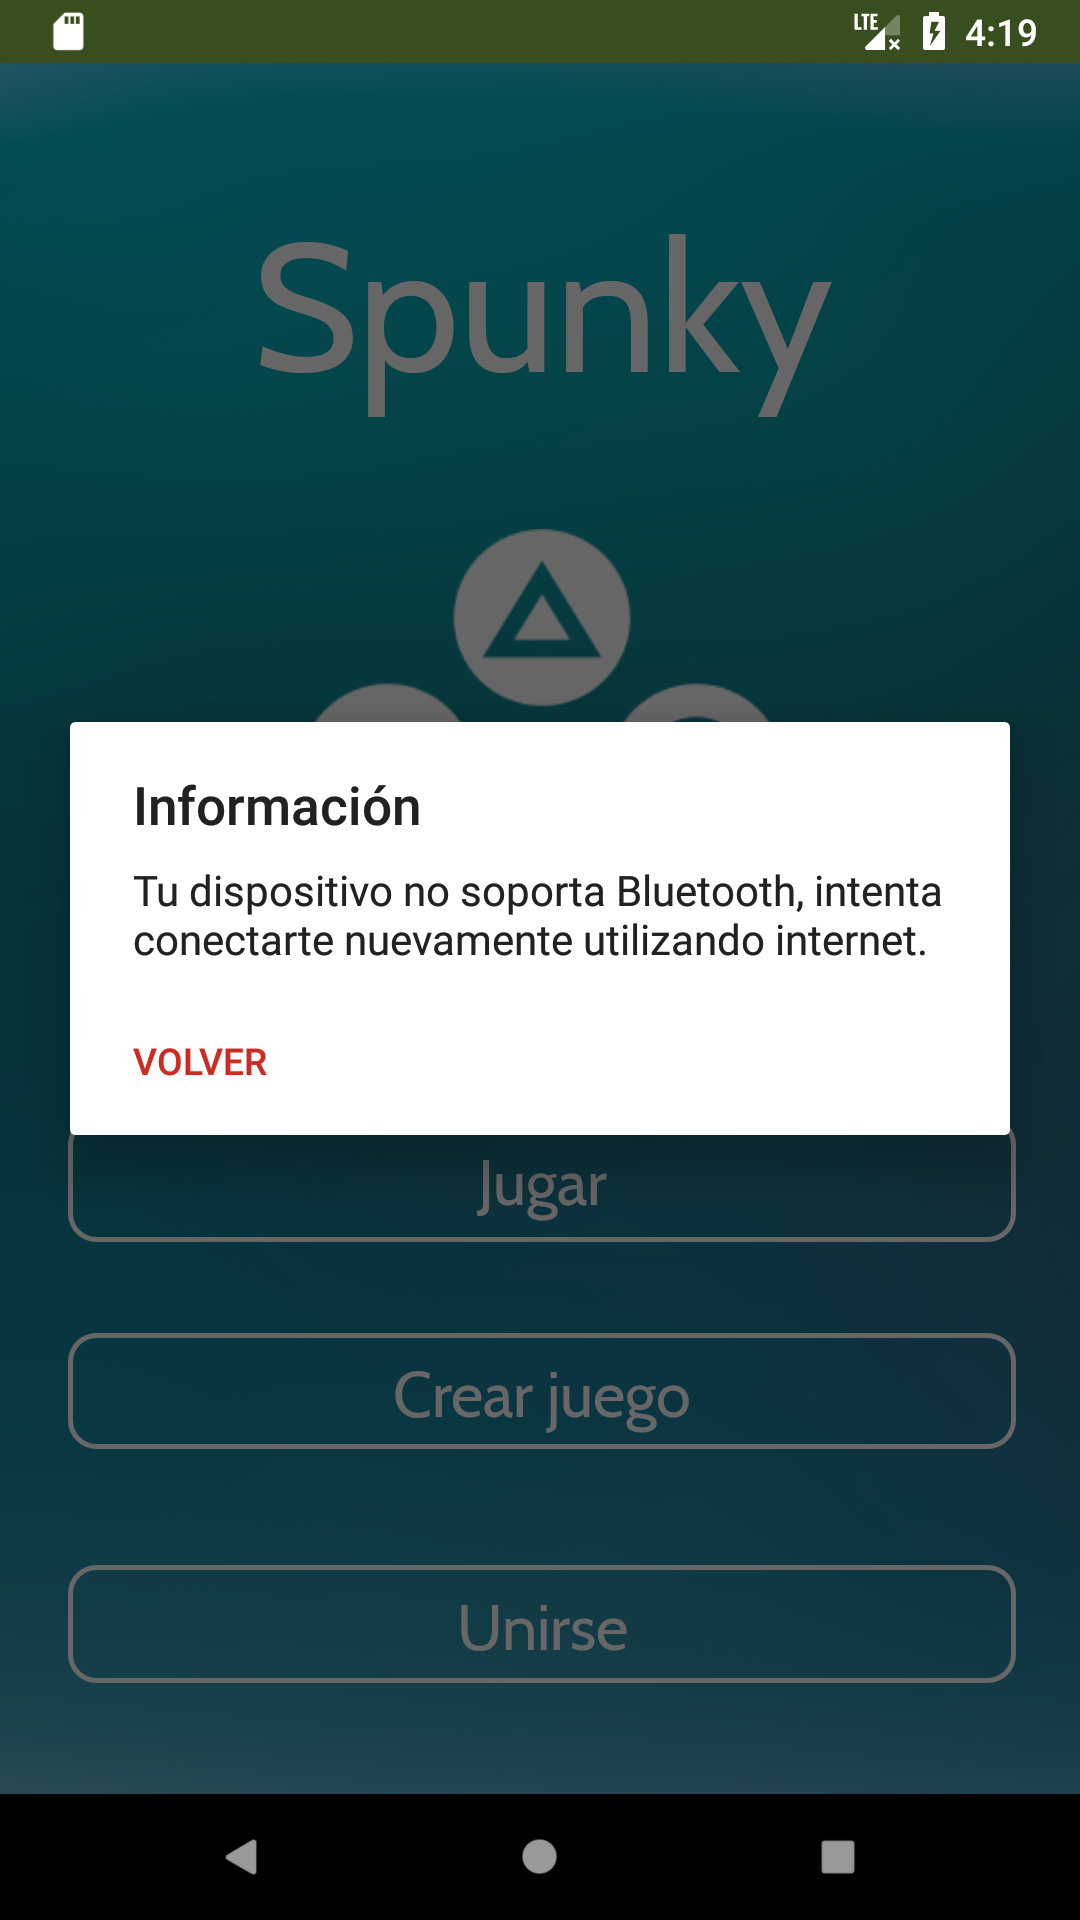 LTE 4:19
Spunky
Información
Tu dispositivo no soporta Bluetooth, intenta
conectarte nuevamente utilizando internet.
VOLVER
Jugar
Crear juego
Unirse